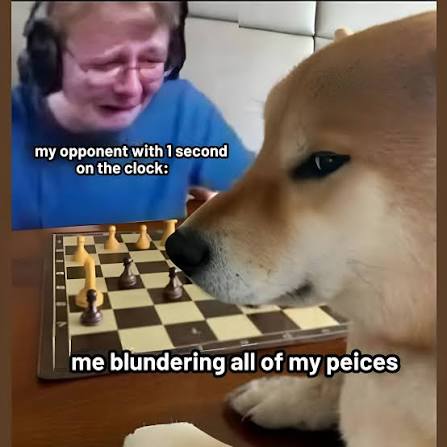 my opponent with 1 second
on the clock:
me blundering all of my peices